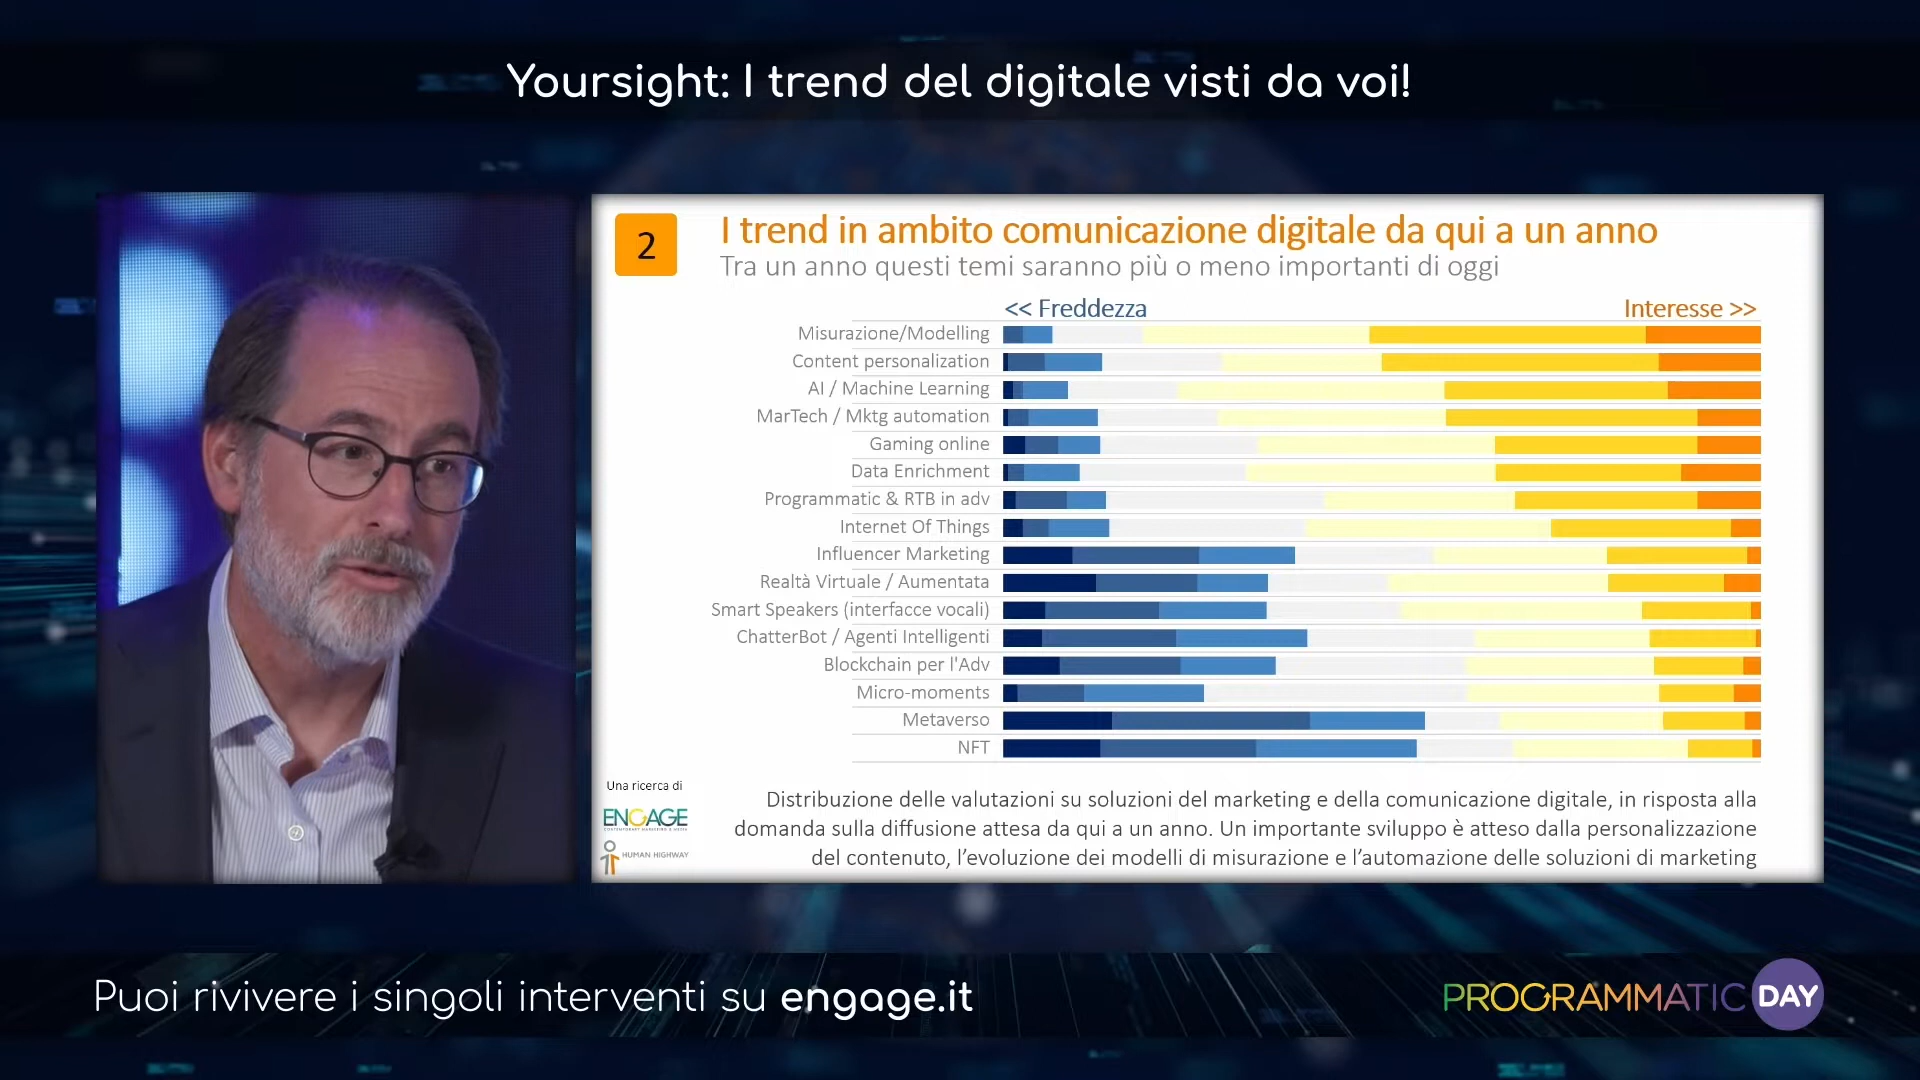 Yoursight: I trend del digitale visti da voi!
2
I trend in ambito comunicazione digitale da qui a un anno
Tra un anno questi temi saranno più o meno importanti di oggi
<< Freddezza
Interesse >>
Misurazione/Modelling
Content personalization
AI / Machine Learning
MarTech / Mktg automation
Gaming online
Data Enrichment
Programmatic & RTB in adv
Internet Of Things
Influencer Marketing
Realtà Virtuale / Aumentata
Smart Speakers (interfacce vocali)
ChatterBot / Agenti Intelligenti
Blockchain per l'Adv
Micro-moments
Metaverso
NFT
Una ricerca di
ENGAGE
HUMAN HIGHWAY
Distribuzione delle valutazioni su soluzioni del marketing e della comunicazione digitale, in risposta alla
domanda sulla diffusione attesa da qui a un anno. Un importante sviluppo è atteso dalla personalizzazione
del contenuto, l’evoluzione dei modelli di misurazione e l’automazione delle soluzioni di marketing
Puoi rivivere i singoli interventi su engage.it
PROGRAMMATIC DAY